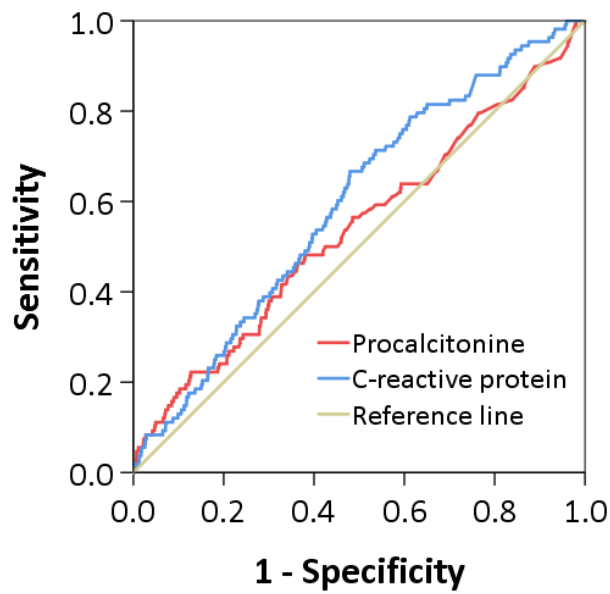 1.0
0.8
0.6
0.4
0.2
0.0
Sensitivity
Procalcitonine
C-reactive protein
Reference line
0.0 0.2 0.4 0.6 0.8 1.0
1 - Specificity